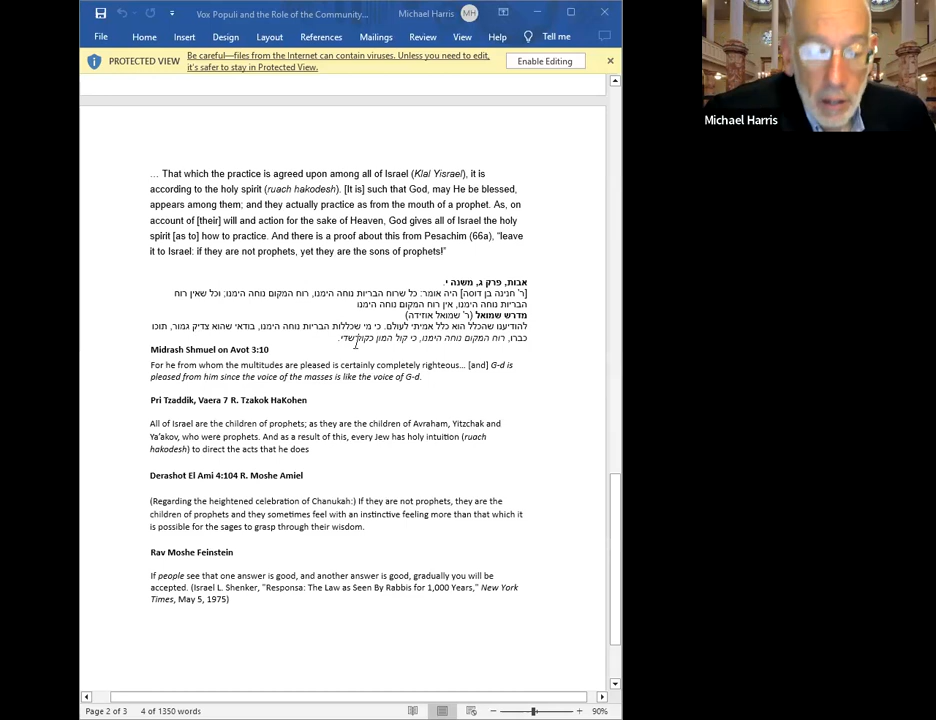 Vox Populi and the Role of the Community...
Michael Harris
MH
File Home Insert Design Layout References Mailings Review View Help Tell me
PROTECTED VIEW
Be careful—files from the Internet can contain viruses. Unless you need to edit,
it's safer to stay in Protected View.
Enable Editing
Michael Harris
... That which the practice is agreed upon among all of Israel (Klal Yisrael), it is
according to the holy spirit (ruach hakodesh). [It is] such that God, may He be blessed,
appears among them; and they actually practice as from the mouth of a prophet. As, on
account of [their] will and action for the sake of Heaven, God gives all of Israel the holy
spirit [as to] how to practice. And there is a proof about this from Pesachim (66a), “leave
it to Israel: if they are not prophets, yet they are the sons of prophets!”
אבות, פרק ג, משנה י.
[ר' חנינה בן דוסה] היה אומר: כל שרוח הבריות נוחה הימנו, רוח המקום נוחה הימנו; וכל שאין רוח
הבריות נוחה הימנו, אין רוח המקום נוחה הימנו
מדרש שמואל (ר' שמואל אוזידה)
להודיענו שהכלל הוא כלל אמיתי לעולם. כי מי שכללות הבריות נוחה הימנו, בודאי שהוא צדיק גמור, תוכו
כברו, רוח המקום נוחה הימנו, כי קול המון כקול שדי.
Midrash Shmuel on Avot 3:10
For he from whom the multitudes are pleased is certainly completely righteous... [and] G-d is
pleased from him since the voice of the masses is like the voice of G-d.
Pri Tzaddik, Vaera 7 R. Tzakok HaKohen
All of Israel are the children of prophets; as they are the children of Avraham, Yitzchak and
Ya’akov, who were prophets. And as a result of this, every Jew has holy intuition (ruach
hakodesh) to direct the acts that he does
Derashot El Ami 4:104 R. Moshe Amiel
(Regarding the heightened celebration of Chanukah:) If they are not prophets, they are the
children of prophets and they sometimes feel with an instinctive feeling more than that which it
is possible for the sages to grasp through their wisdom.
Rav Moshe Feinstein
If people see that one answer is good, and another answer is good, gradually you will be
accepted. (Israel L. Shenker, "Responsa: The Law as Seen By Rabbis for 1,000 Years," New York
Times, May 5, 1975)
Page 2 of 3 4 of 1350 words
90%